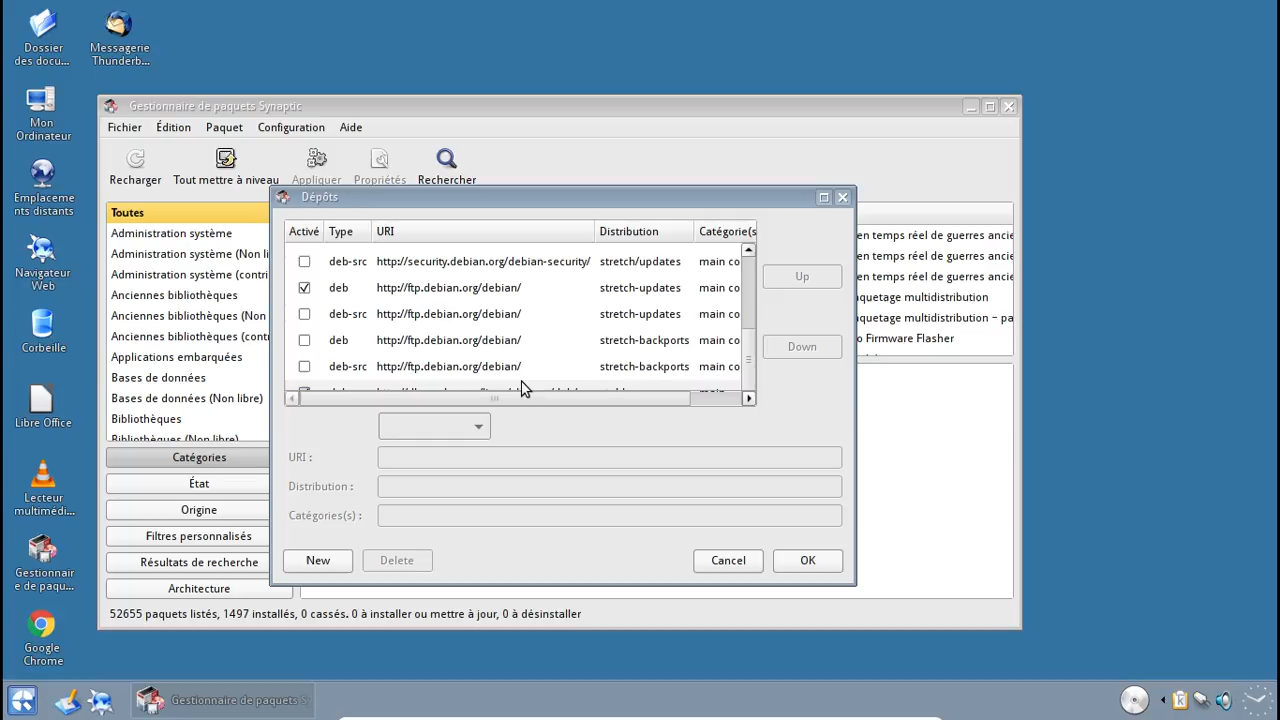 Dossier
des docu...
Messagerie
Thunderb...
Mon
Ordinateur
Emplaceme
nts distants
Navigateur
Web
Corbeille
Libre Office
Lecteur
multimédi...
Gestionnair
e de paqu...
Google
Chrome
Gestionnaire de paquets Synaptic
Fichier Édition Paquet Configuration Aide
Recharger Tout mettre à niveau Appliquer Propriétés Rechercher
Toutes
Administration système
Administration système (Non li
Administration système (contri
Anciennes bibliothèques
Anciennes bibliothèques (Non
Anciennes bibliothèques (cont
Applications embarquées
Bases de données
Bases de données (Non libre)
Bibliothèques
Bibliothèques (Non libre)
Catégories
État
Origine
Filtres personnalisés
Résultats de recherche
Architecture
en temps réel de guerres ancie
en temps réel de guerres ancie
en temps réel de guerres ancie
aquetage multidistribution
aquetage multidistribution – pa
o Firmware Flasher
Dépôts
Activé Type URI Distribution Catégorie(s
deb-src http://security.debian.org/debian-security/ stretch/updates main co
deb http://ftp.debian.org/debian/ stretch-updates main co
deb-src http://ftp.debian.org/debian/ stretch-updates main co
deb http://ftp.debian.org/debian/ stretch-backports main co
deb-src http://ftp.debian.org/debian/ stretch-backports main co
Up
Down
URI :
Distribution :
Catégories(s) :
New Delete Cancel OK
52655 paquets listés, 1497 installés, 0 cassés. 0 à installer ou mettre à jour, 0 à désinstaller
Gestionnaire de paquets S